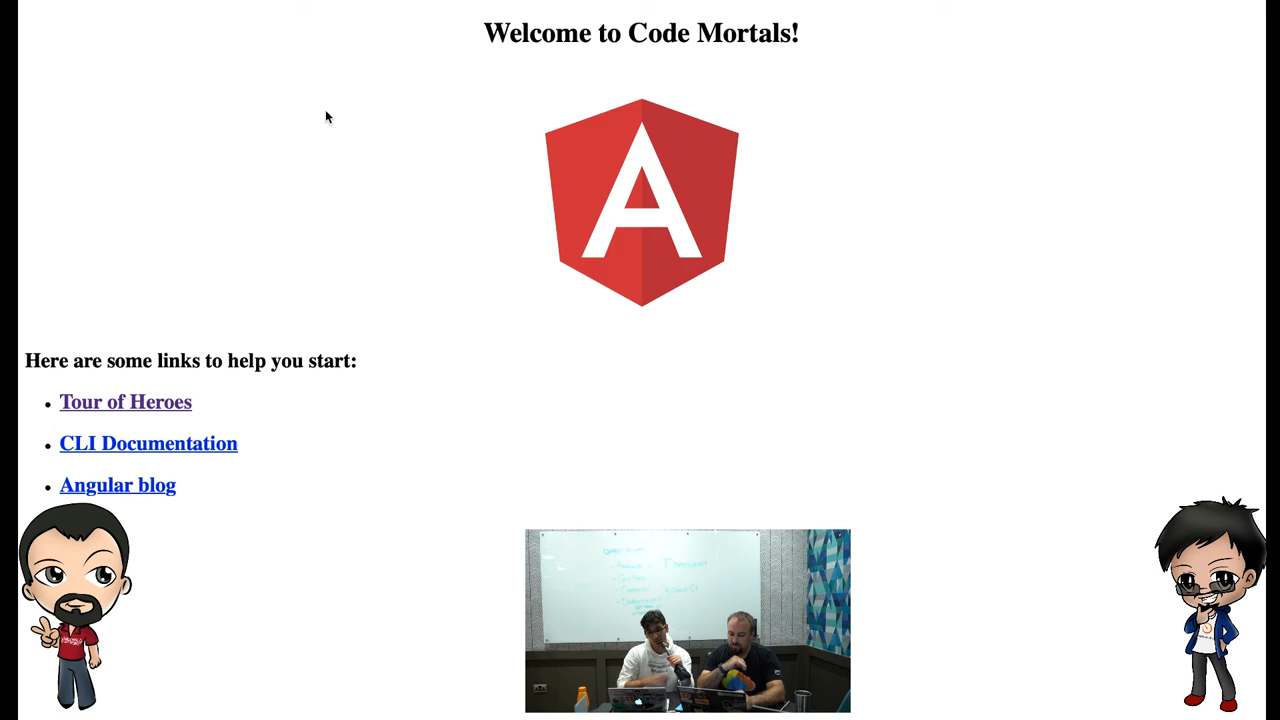 Welcome to Code Mortals!
A
Here are some links to help you start:
Tour of Heroes
CLI Documentation
Angular blog